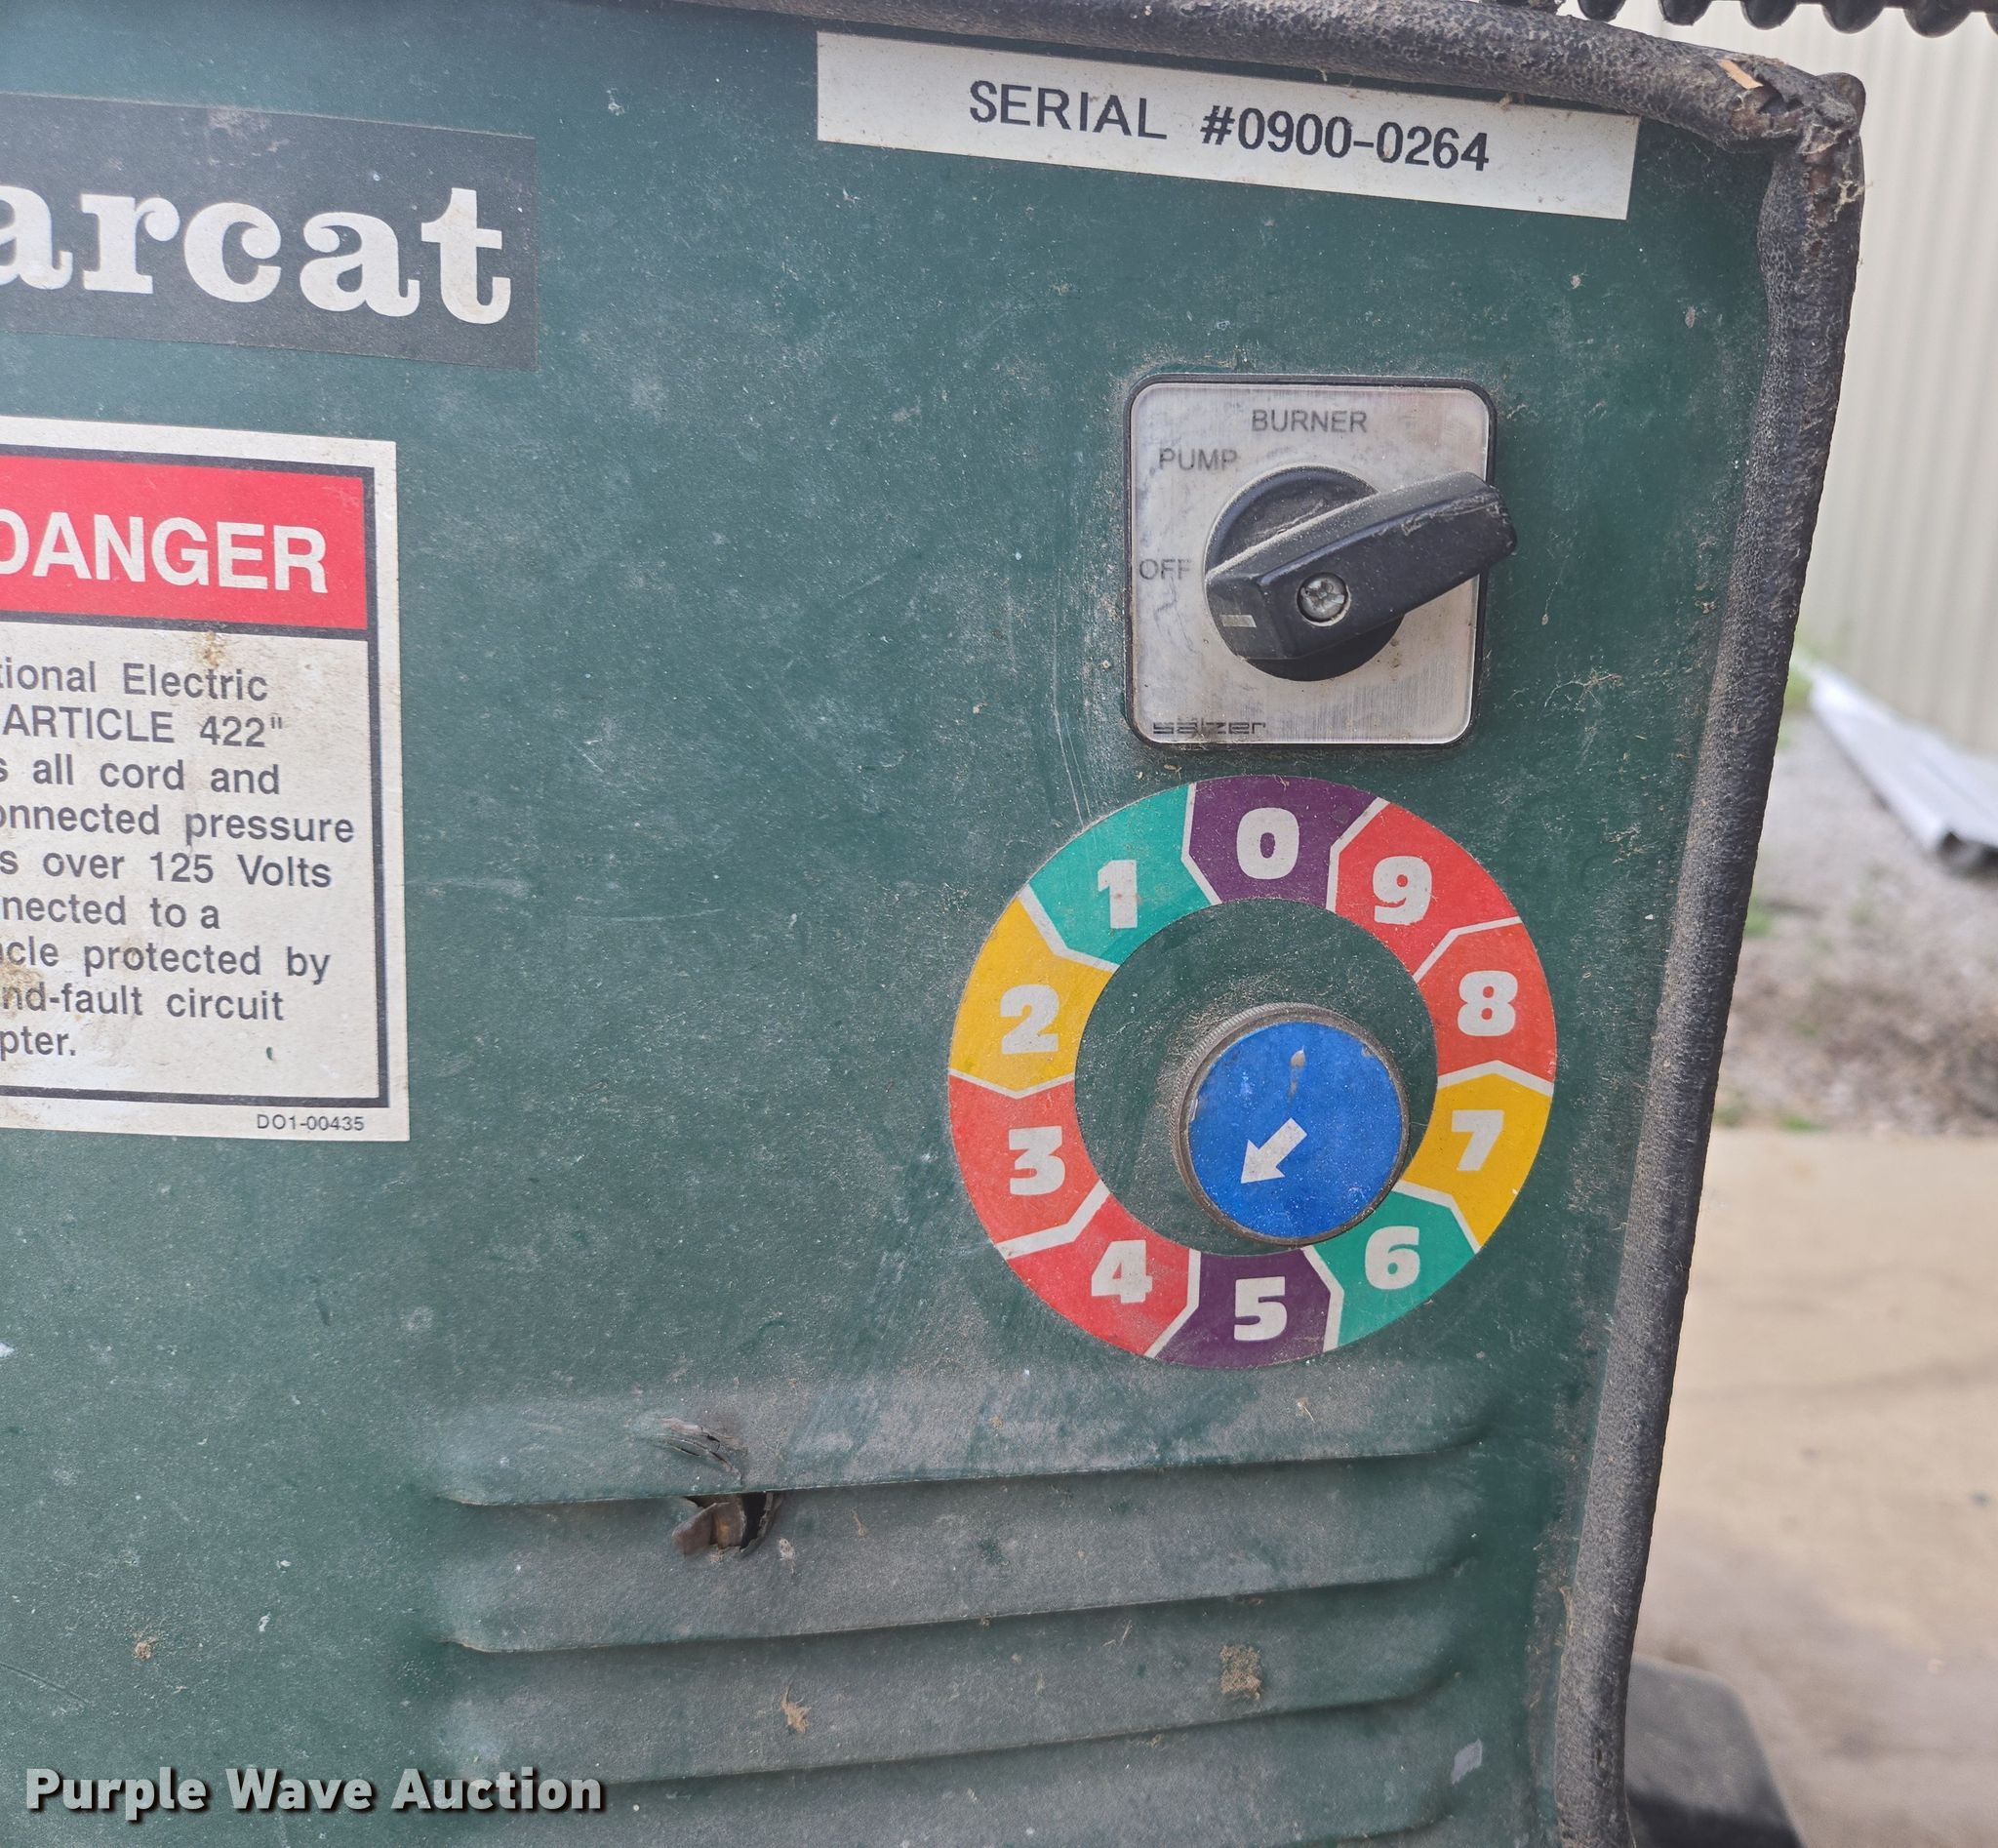 SERIAL #0900-0264
arcat
BURNER
PUMP
OFF
salzer
DANGER
tional Electric
ARTICLE 422"
s all cord and
onnected pressure
s over 125 Volts
nected to a
cle protected by
nd-fault circuit
pter.
DO1-00435
0
9
8
7
6
5
4
3
2
1
Purple Wave Auction